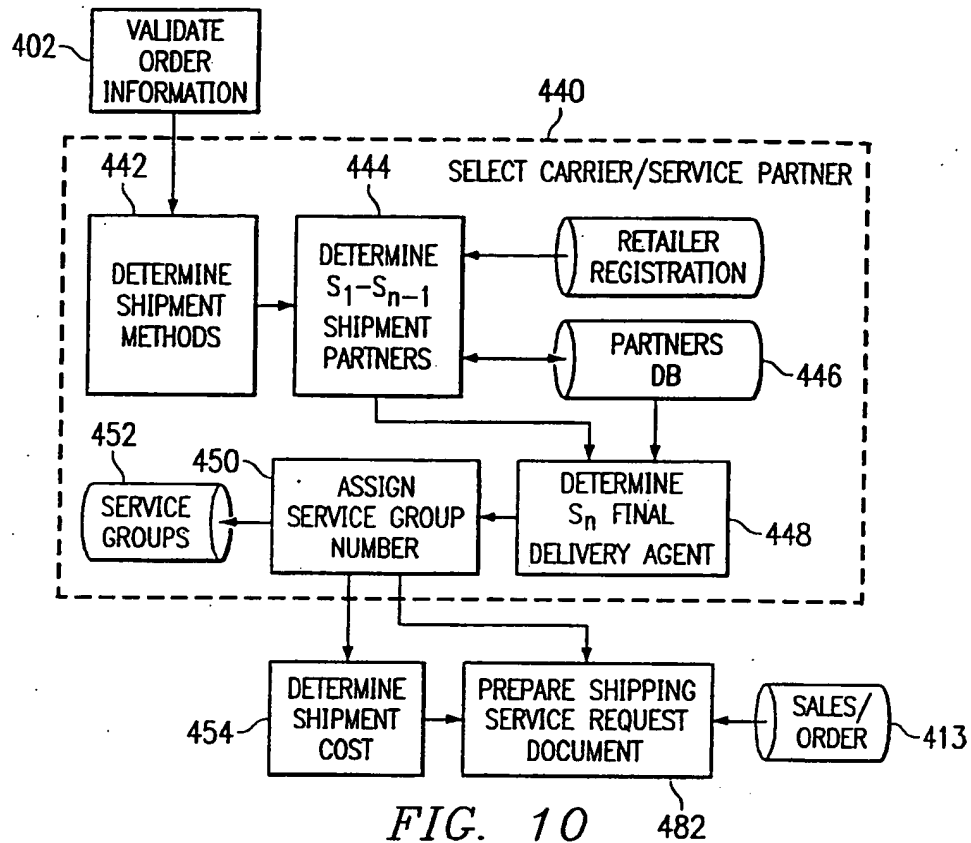 402
VALIDATE
ORDER
INFORMATION
440
SELECT CARRIER/SERVICE PARTNER
442
DETERMINE
SHIPMENT
METHODS
444
DETERMINE
S1-Sn-1
SHIPMENT
PARTNERS
RETAILER
REGISTRATION
PARTNERS
DB
446
452
SERVICE
GROUPS
450
ASSIGN
SERVICE GROUP
NUMBER
DETERMINE
Sn FINAL
DELIVERY AGENT
448
454
DETERMINE
SHIPMENT
COST
PREPARE SHIPPING
SERVICE REQUEST
DOCUMENT
482
SALES/
ORDER
413
FIG. 10